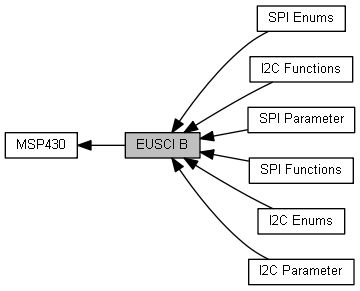 SPI Enums
I2C Functions
SPI Parameter
MSP430
EUSCI B
SPI Functions
I2C Enums
I2C Parameter